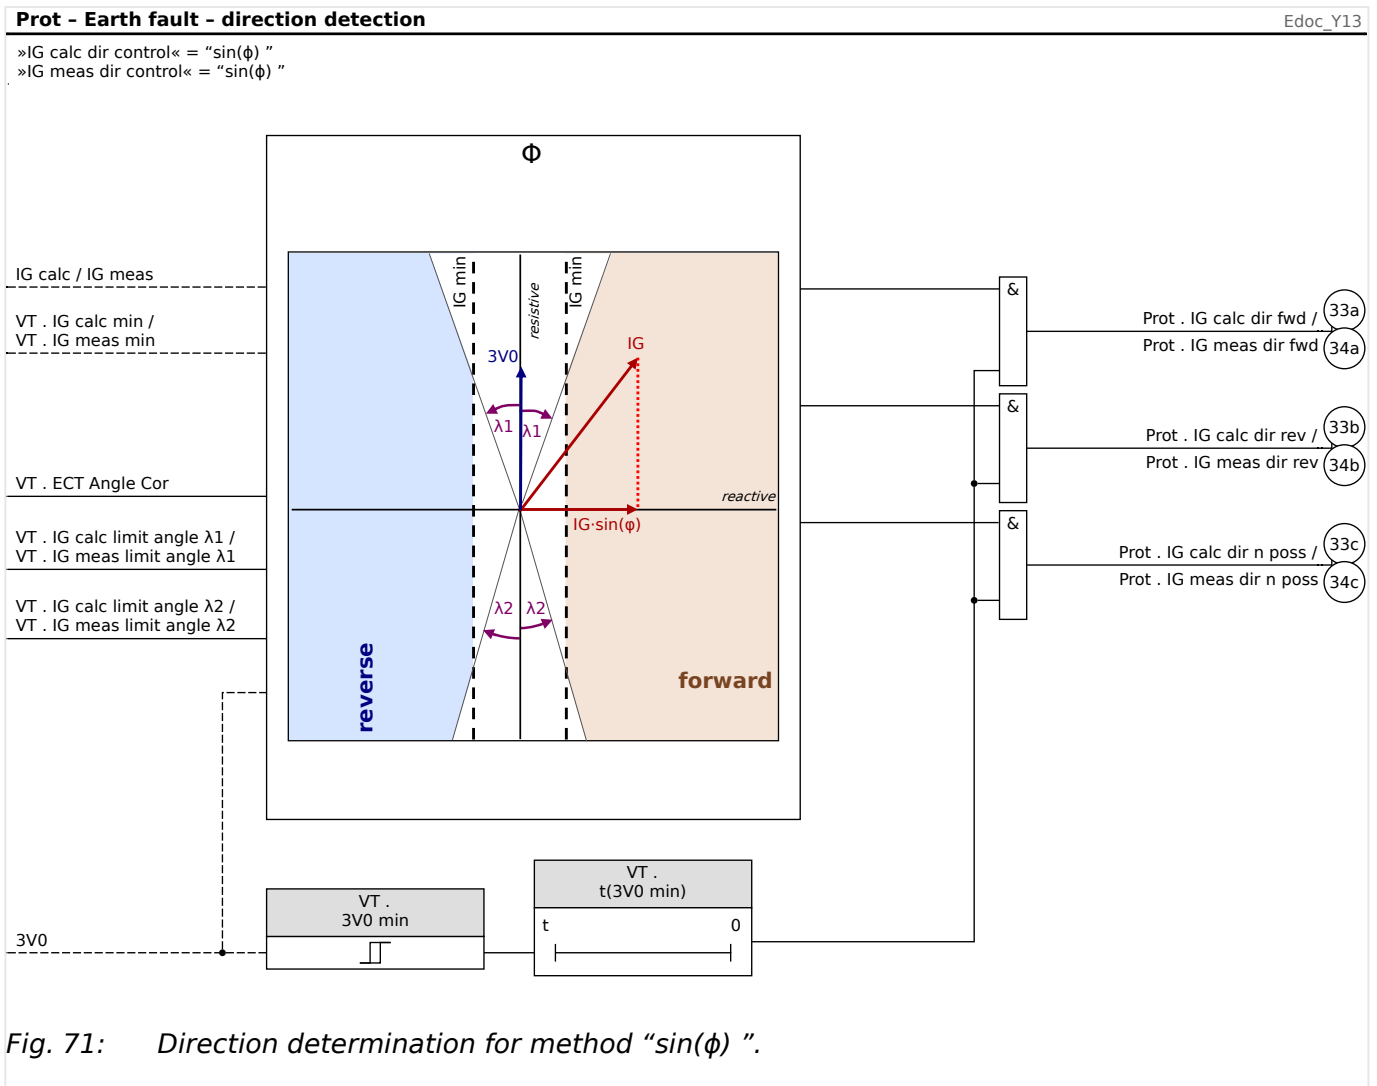 Prot – Earth fault – direction detection
Edoc_Y13
»IG calc dir control« = “sin(ϕ) ”
»IG meas dir control« = “sin(ϕ) ”
Φ
IG calc / IG meas
VT . IG calc min /
VT . IG meas min
VT . ECT Angle Cor
VT . IG calc limit angle λ1 /
VT . IG meas limit angle λ1
VT . IG calc limit angle λ2 /
VT . IG meas limit angle λ2
3V0
IG min
resistive
IG min
3V0
IG
λ1
λ1
reactive
IG·sin(φ)
λ2
λ2
reverse
forward
&
Prot . IG calc dir fwd /
33a
Prot . IG meas dir fwd
34a
&
Prot . IG calc dir rev /
33b
Prot . IG meas dir rev
34b
&
Prot . IG calc dir n poss /
33c
Prot . IG meas dir n poss
34c
VT .
3V0 min
VT .
t(3V0 min)
t
0
Fig. 71: Direction determination for method “sin(ϕ) ”.